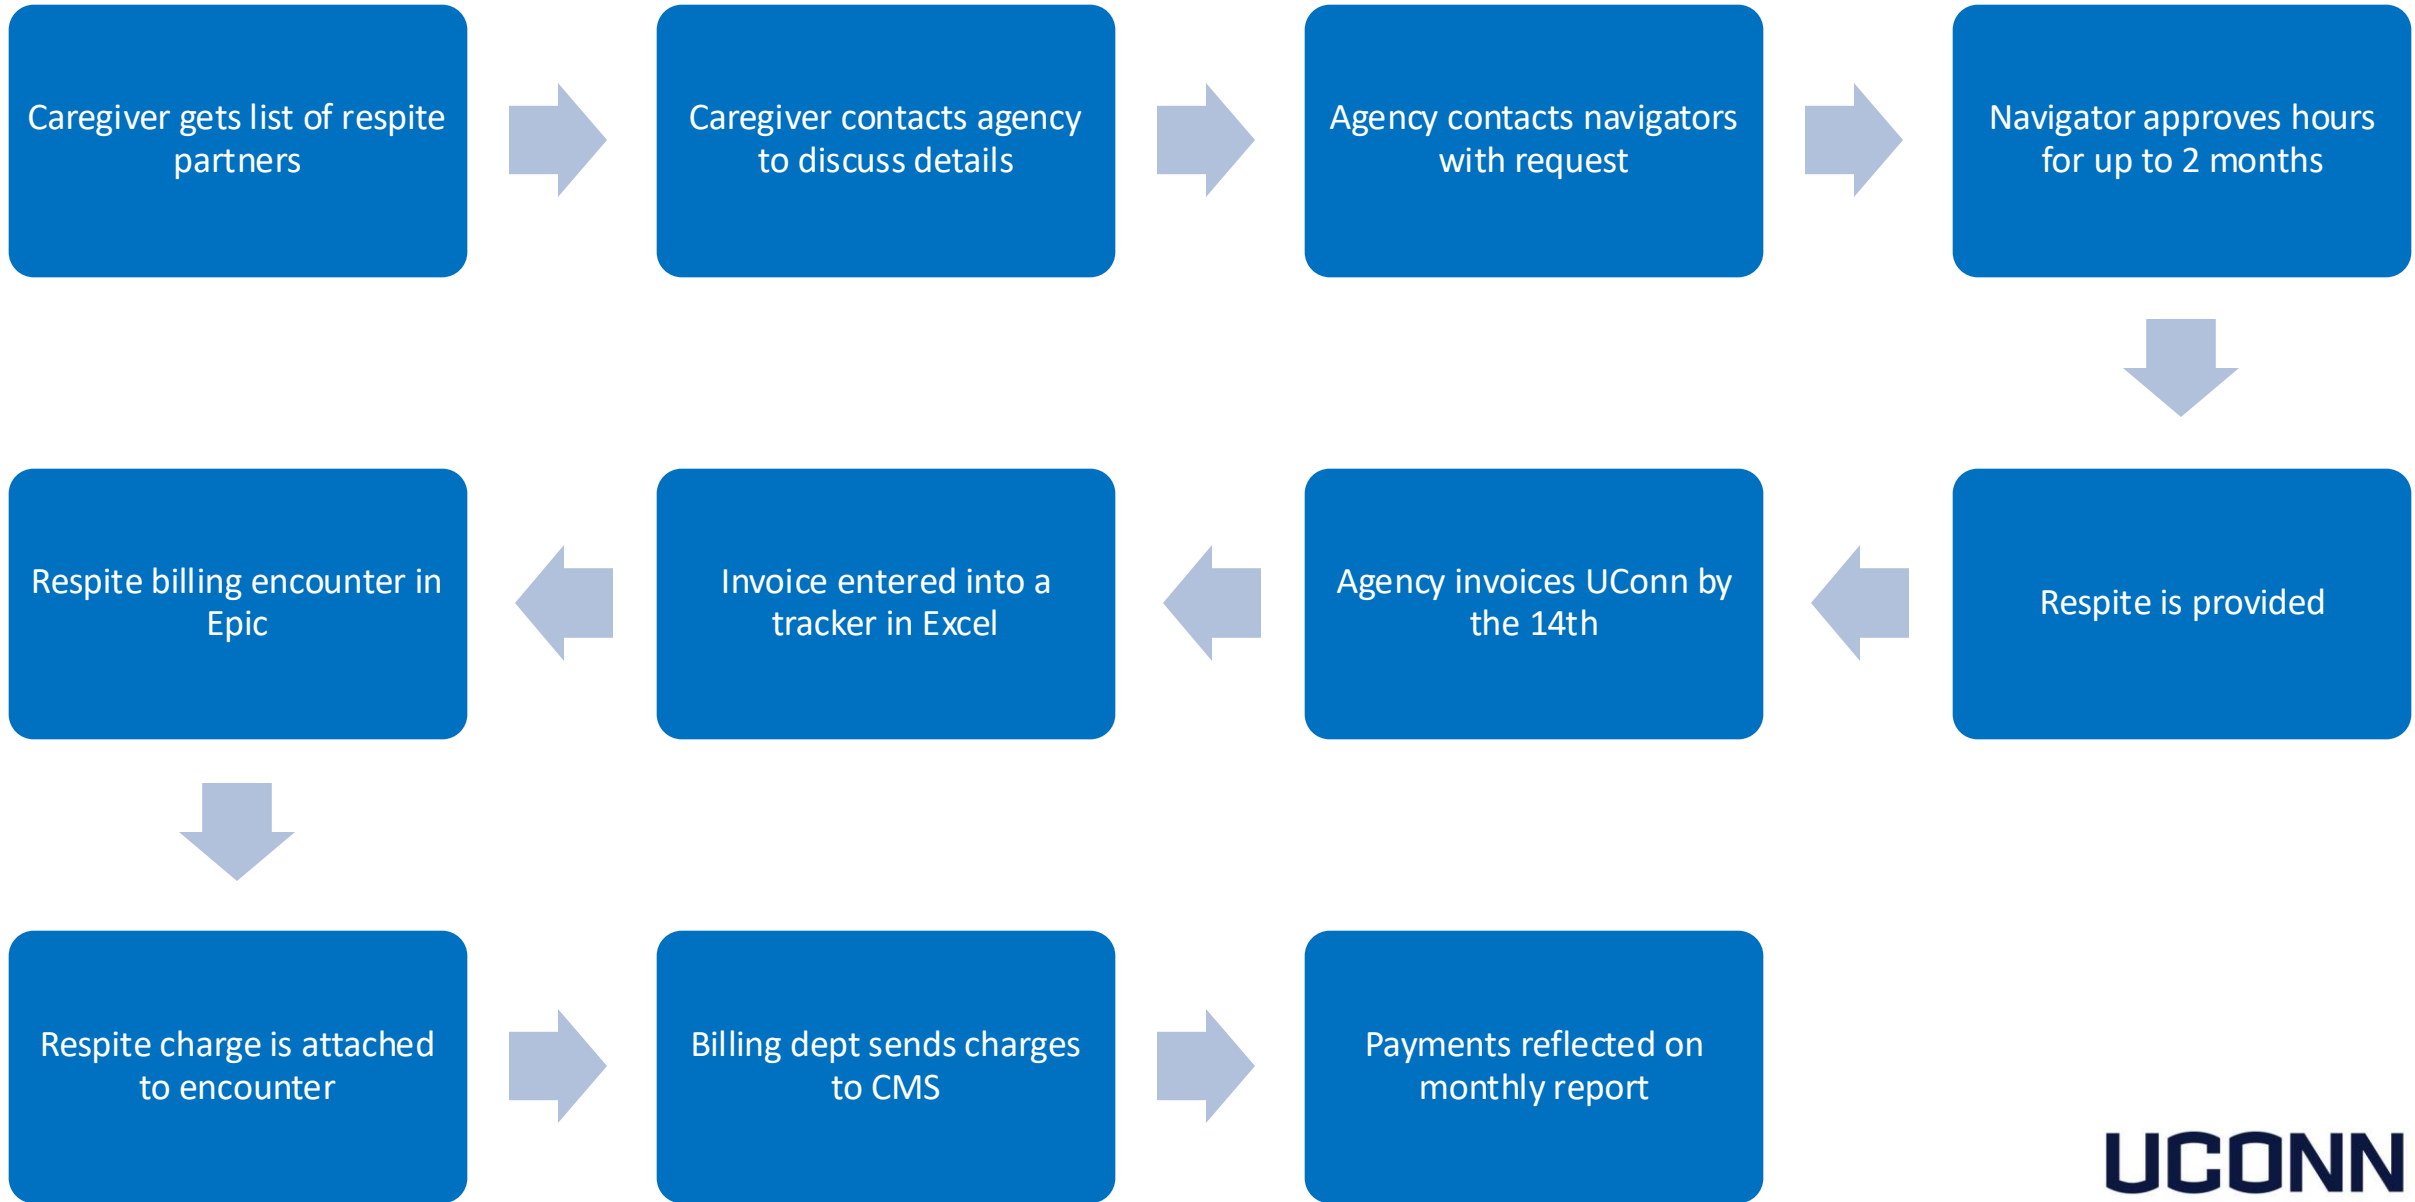 Caregiver gets list of respite
partners
Caregiver contacts agency
to discuss details
Agency contacts navigators
with request
Navigator approves hours
for up to 2 months
Respite is provided
Agency invoices UConn by
the 14th
Invoice entered into a
tracker in Excel
Respite billing encounter in
Epic
Respite charge is attached
to encounter
Billing dept sends charges
to CMS
Payments reflected on
monthly report
UCONN